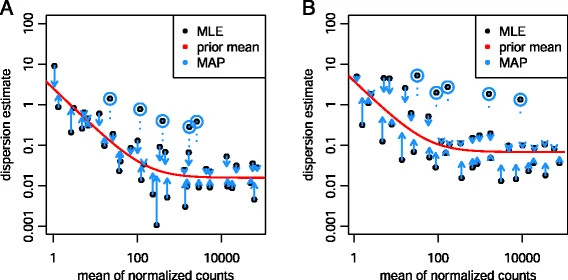 A
B
MLE
prior mean
MAP
MLE
prior mean
MAP
dispersion estimate
100
10
1
0.1
0.01
0.001
dispersion estimate
100
10
1
0.1
0.01
0.001
1 100 10000
1 100 10000
mean of normalized counts
mean of normalized counts